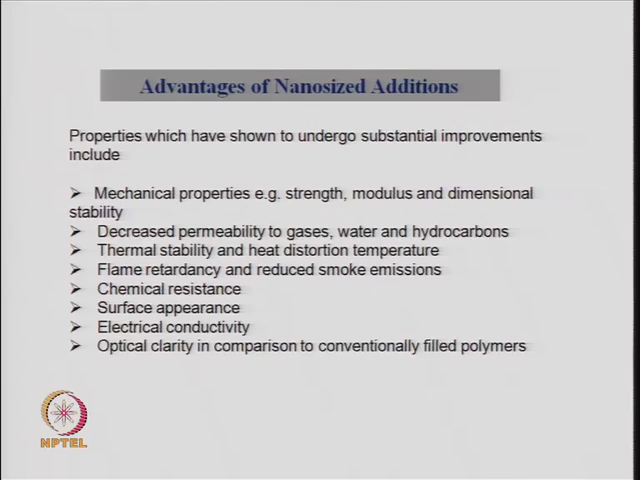 Advantages of Nanosized Additions
Properties which have shown to undergo substantial improvements
include
➢ Mechanical properties e.g. strength, modulus and dimensional
stability
➢ Decreased permeability to gases, water and hydrocarbons
➢ Thermal stability and heat distortion temperature
➢ Flame retardancy and reduced smoke emissions
➢ Chemical resistance
➢ Surface appearance
➢ Electrical conductivity
➢ Optical clarity in comparison to conventionally filled polymers
NPTEL